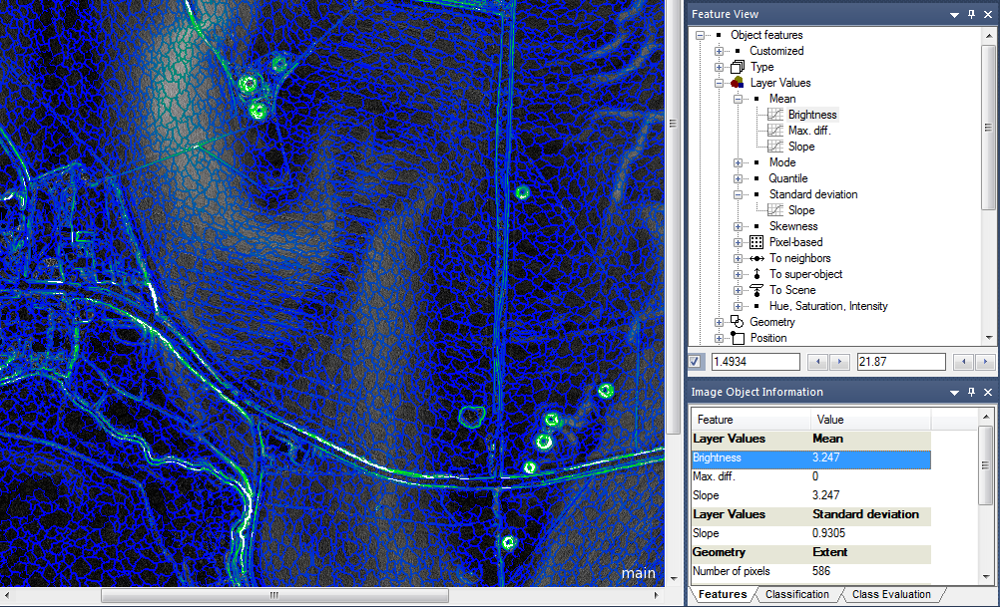 Feature View
Object features
Customized
Type
Layer Values
Mean
Brightness
Max. diff.
Slope
Mode
Quantile
Standard deviation
Slope
Skewness
Pixel-based
To neighbors
To super-object
To Scene
Hue, Saturation, Intensity
Geometry
Position
1.4934 21.87
Image Object Information
Feature Value
Layer Values Mean
Brightness 3.247
Max. diff. 0
Slope 3.247
Layer Values Standard deviation
Slope 0.9305
Geometry Extent
Number of pixels 586
Features Classification Class Evaluation
main